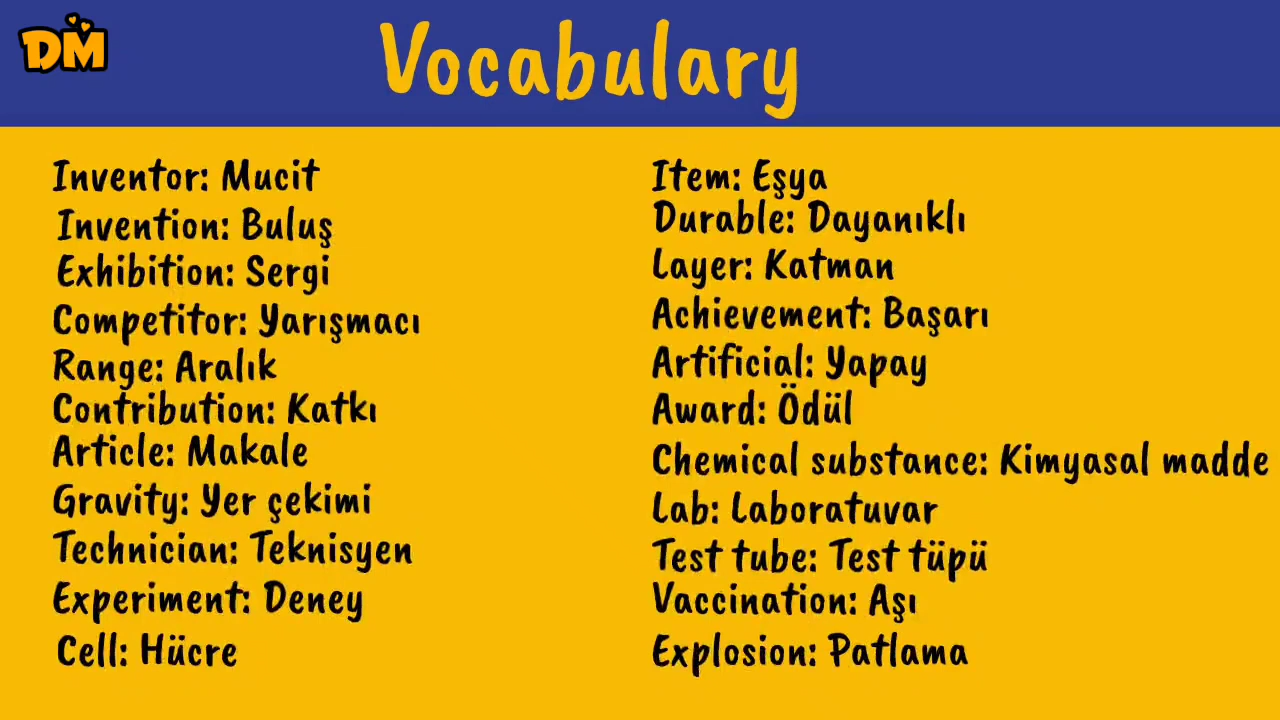 DM
Vocabulary
Inventor: Mucit
Invention: Buluş
Exhibition: Sergi
Competitor: Yarışmacı
Range: Aralık
Contribution: Katkı
Article: Makale
Gravity: Yer çekimi
Technician: Teknisyen
Experiment: Deney
Cell: Hücre
Item: Eşya
Durable: Dayanıklı
Layer: Katman
Achievement: Başarı
Artificial: Yapay
Award: Ödül
Chemical substance: Kimyasal madde
Lab: Laboratuvar
Test tube: Test tüpü
Vaccination: Aşı
Explosion: Patlama